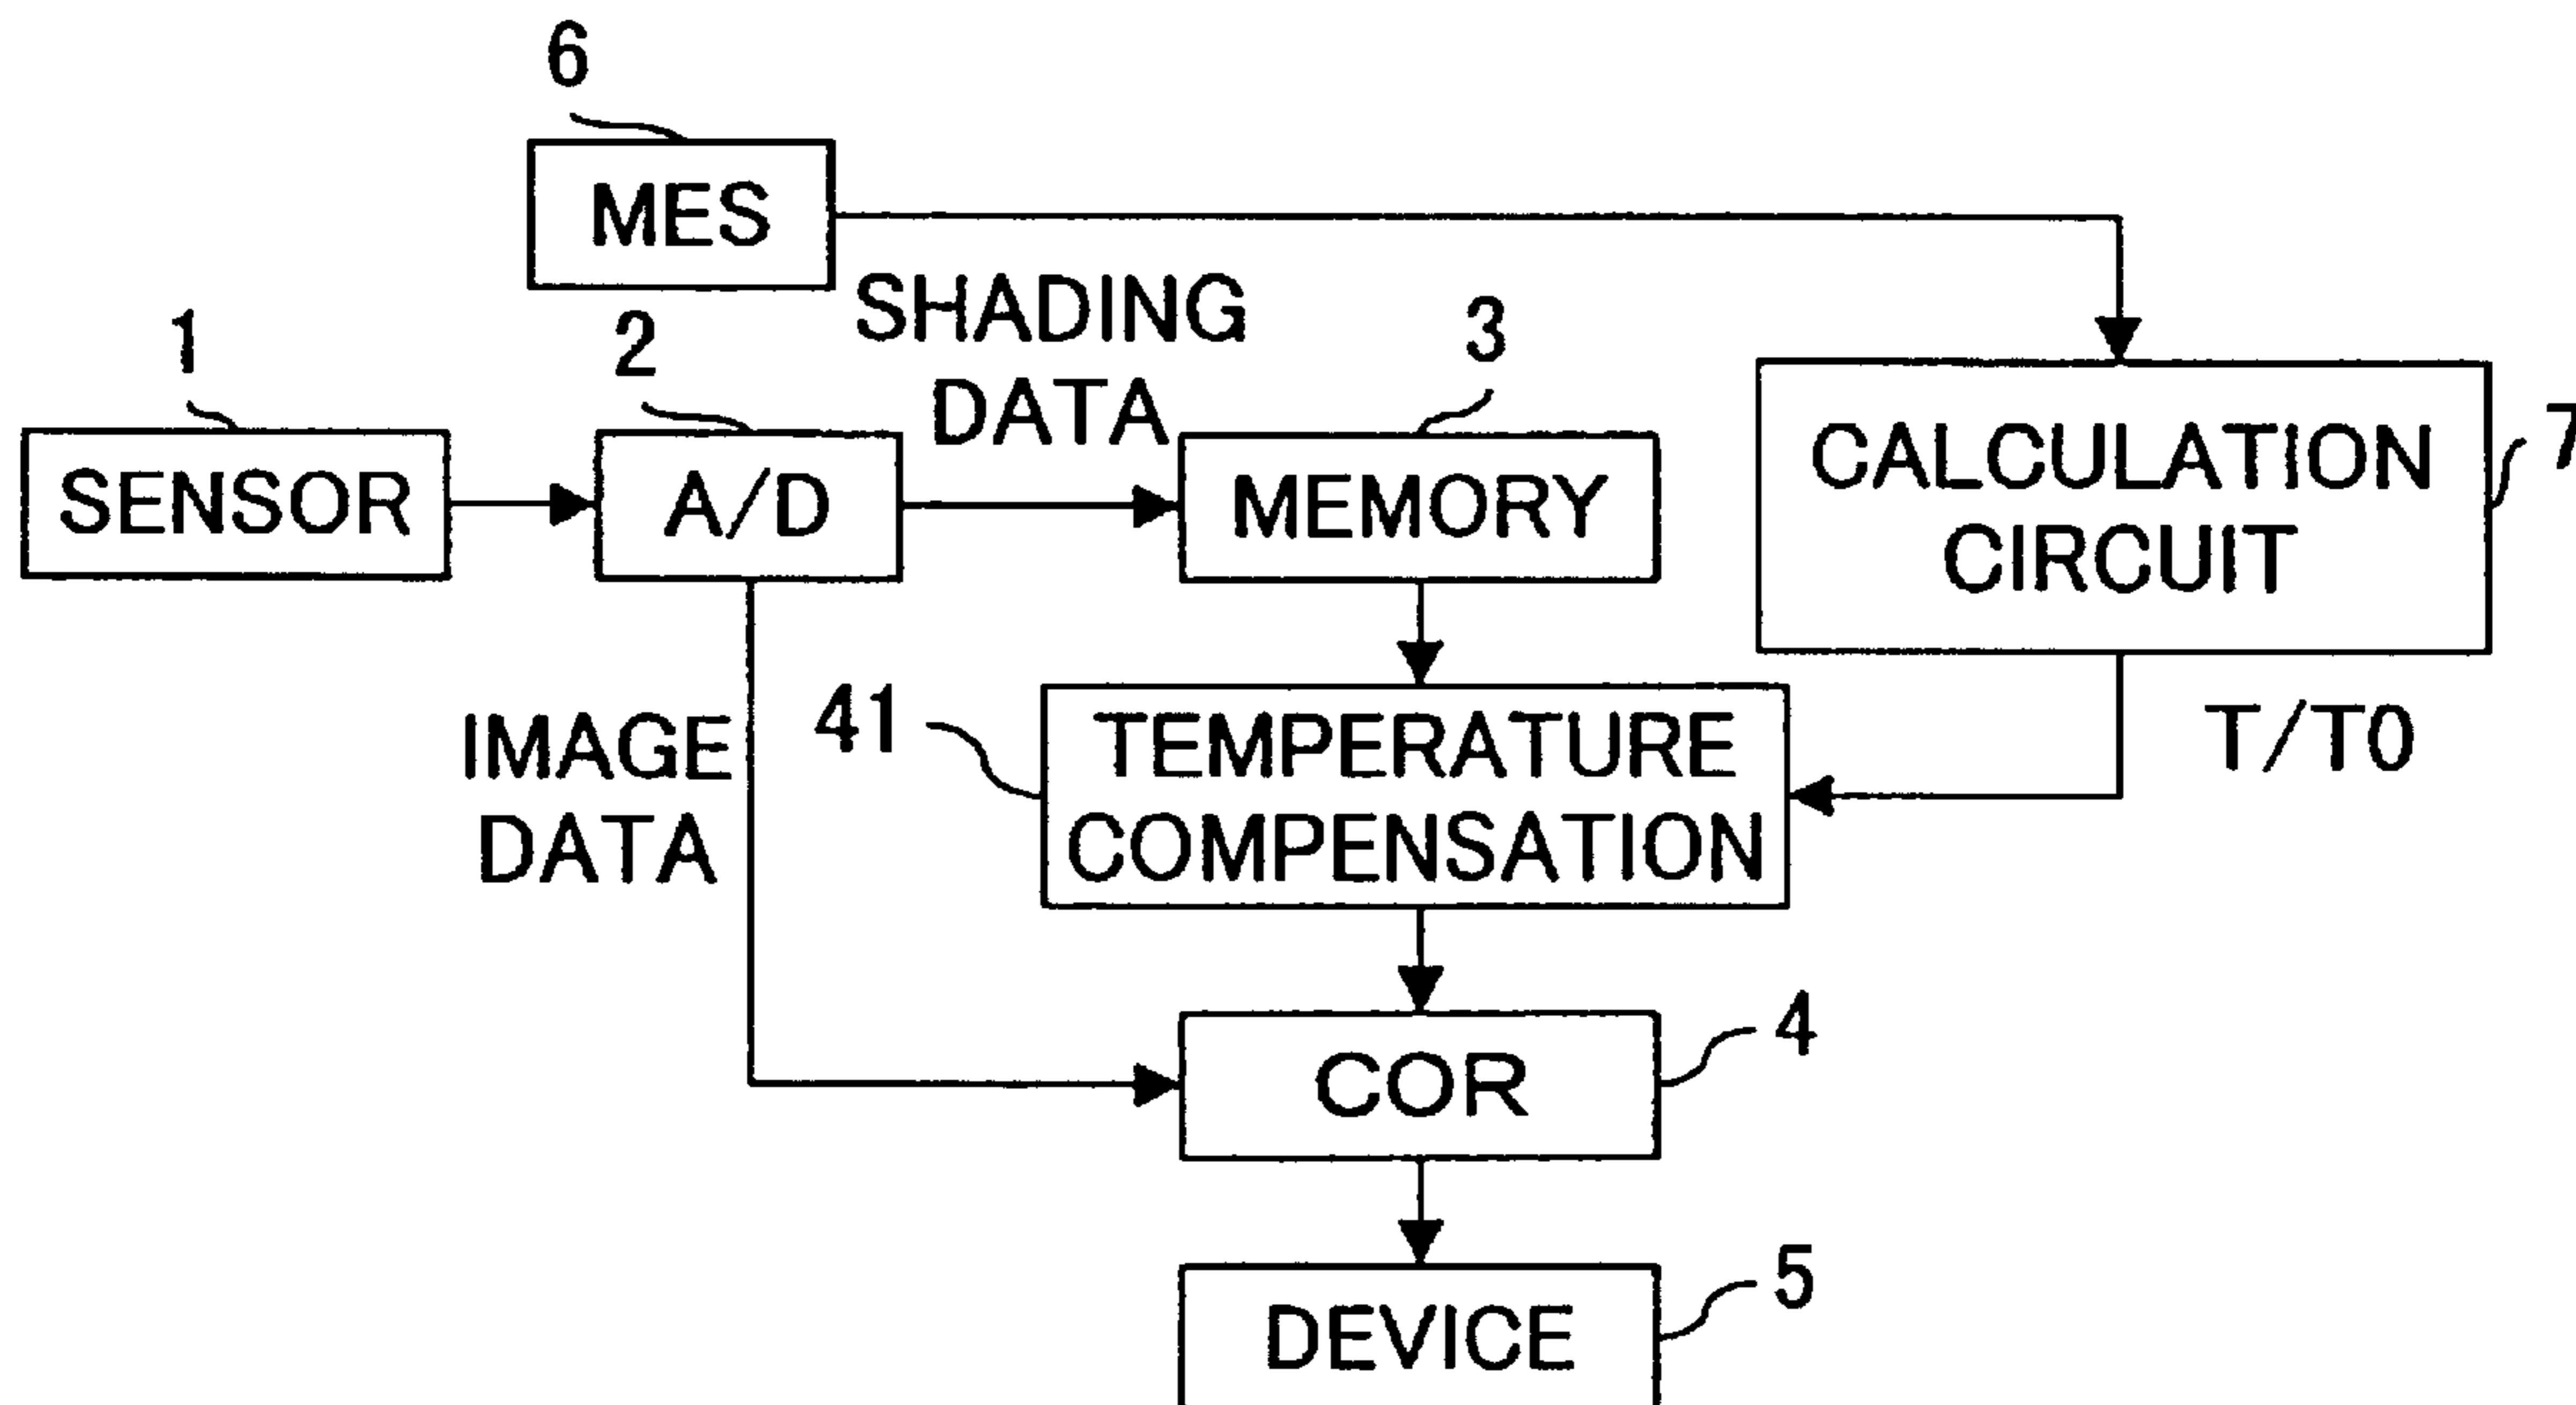 6
MES
SHADING
DATA
1
2
3
SENSOR
A/D
MEMORY
CALCULATION
CIRCUIT
7
IMAGE
DATA
41
TEMPERATURE
COMPENSATION
T/T0
COR
4
DEVICE
5